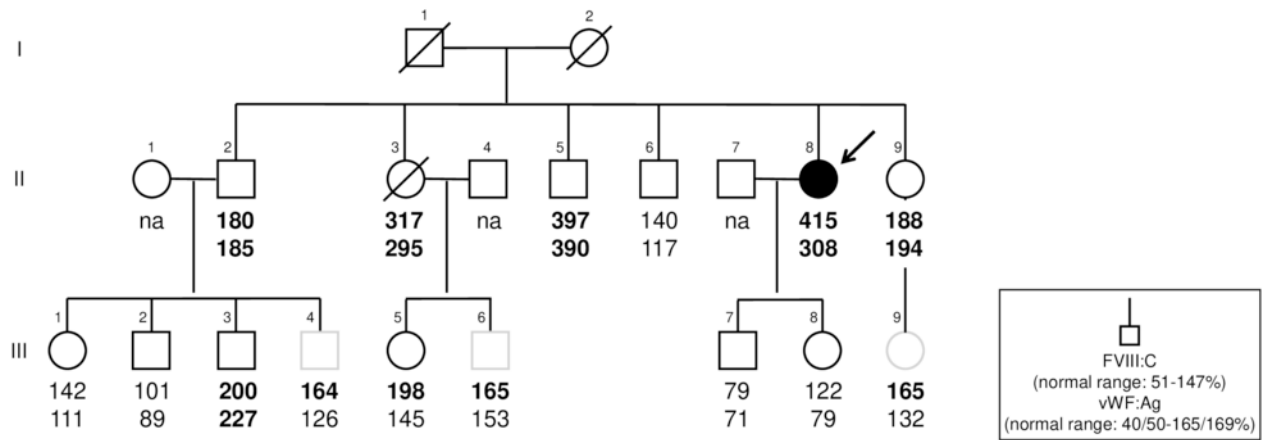 1 2
I
1 2 3 4 5 6 7 8 9
II
na 180 317 na 397 140 na 415 188
185 295 390 117 308 194
1 2 3 4 5 6 7 8 9
III
142 101 200 164 198 165 79 122 165
111 89 227 126 145 153 71 79 132
FVIII:C
(normal range: 51-147%)
vWF:Ag
(normal range: 40/50-165/169%)